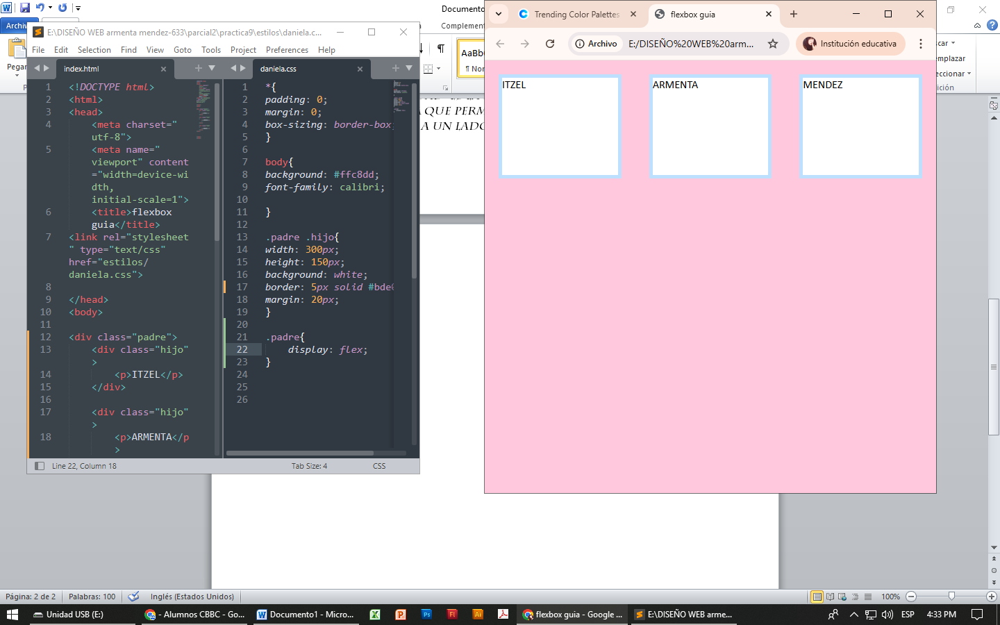 Documento
Archiv
Complement
E:\DISEÑO WEB armenta mendez-633\parcial2\practica9\estilos\daniela.c...
File Edit Selection Find View Goto Tools Project Preferences Help
Pegar
index.html
daniela.css
1 <!DOCTYPE html>
2 <html>
3 <head>
4 <meta charset="
utf-8">
5 <meta name="
viewport" content
="width=device-wi
dth,
initial-scale=1">
6 <title>flexbox
guia</title>
7 <link rel="stylesheet
" type="text/css"
href="estilos/
daniela.css">
8
9 </head>
10 <body>
11
12 <div class="padre">
13 <div class="hijo"
>
14 <p>ITZEL</p>
15 </div>
16
17 <div class="hijo"
>
18 <p>ARMENTA</p
>
1 *{
2 padding: 0;
3 margin: 0;
4 box-sizing: border-box;
5 }
6
7 body{
8 background: #ffc8dd;
9 font-family: calibri;
10
11 }
12
13 .padre .hijo{
14 width: 300px;
15 height: 150px;
16 background: white;
17 border: 5px solid #bde
18 margin: 20px;
19 }
20
21 .padre{
22 display: flex;
23 }
24
25
26
Line 22, Column 18
Tab Size: 4
CSS
AaBb
¶ Nor
A QUE PERM
A UN LADO
Trending Color Palettes
flexbox guia
Archivo
E:/DISEÑO%20WEB%20arm...
Institución educativa
ITZEL
ARMENTA
MENDEZ
scar
emplazar
eccionar
ición
Página: 2 de 2
Palabras: 100
Inglés (Estados Unidos)
100%
Unidad USB (E:)
- Alumnos CBBC - Go...
Documento1 - Micro...
flexbox guia - Google ...
E:\DISEÑO WEB arme...
ESP
4:33 PM